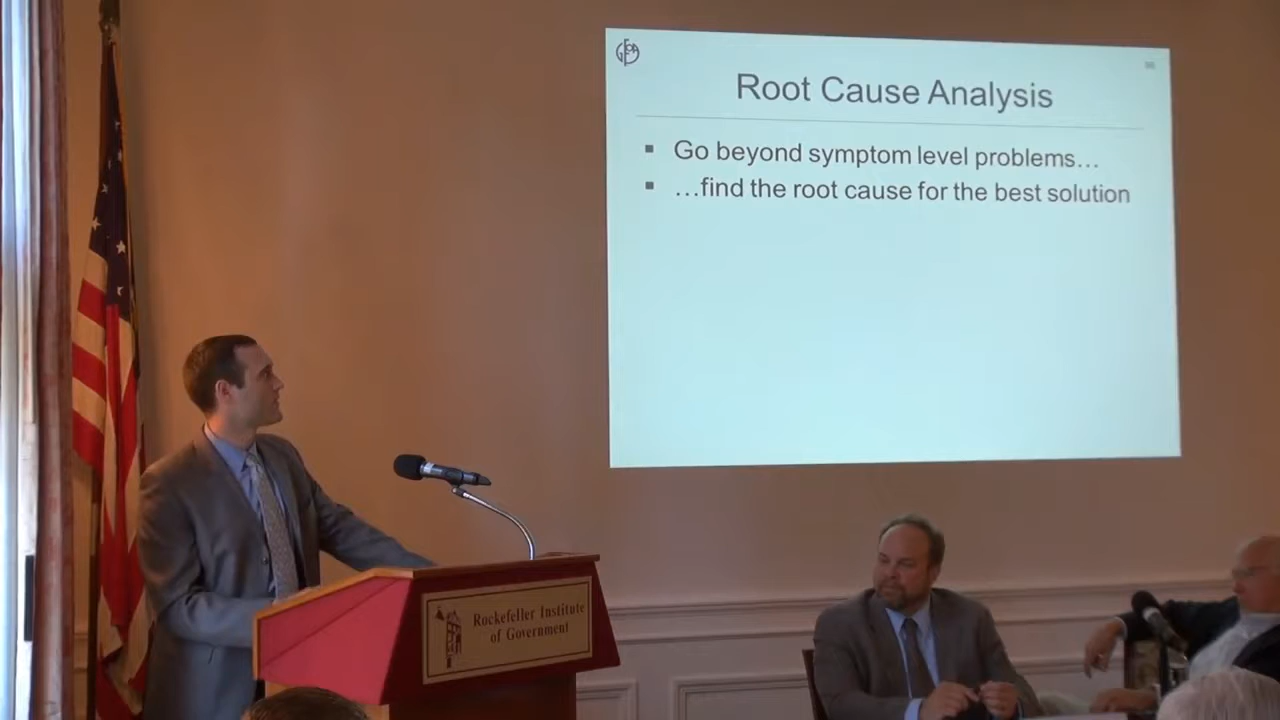 GFOA
Root Cause Analysis
Go beyond symptom level problems…
…find the root cause for the best solution
Rockefeller Institute
of Government